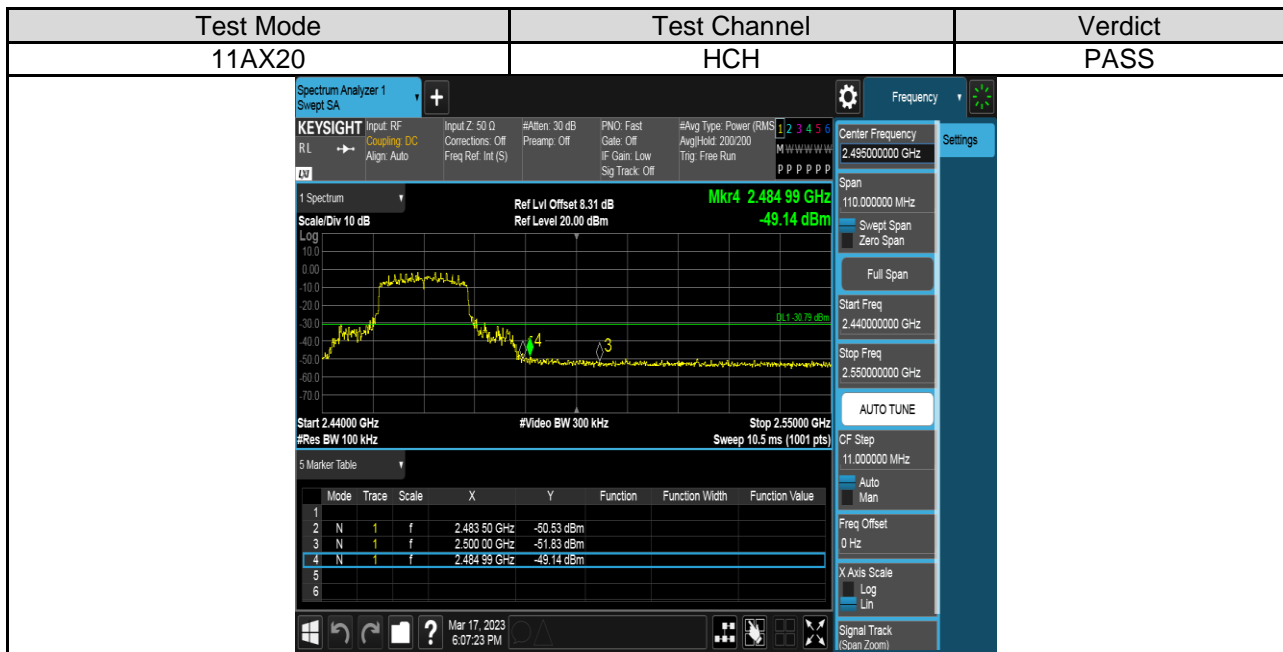 Test Mode Test Channel Verdict
11AX20 HCH PASS
Spectrum Analyzer 1
Swept SA
+
Frequency
KEYSIGHT Input: RF Input Z: 50 Ω #Atten: 30 dB PNO: Fast #Avg Type: Power (RMS 1 2 3 4 5 6
RL Coupling: DC Corrections: Off Preamp: Off Gate: Off Avg|Hold: 200/200 M W W W W W
Align: Auto Freq Ref: Int (S) IF Gain: Low Trig: Free Run
LXI Sig Track: Off P P P P P P
1 Spectrum
Ref Lvl Offset 8.31 dB Mkr4 2.484 99 GHz
Scale/Div 10 dB Ref Level 20.00 dBm -49.14 dBm
Log
10.0
0.00
-10.0
-20.0
-30.0
DL1 -30.79 dBm
-40.0
4
3
-50.0
-60.0
-70.0
Start 2.44000 GHz #Video BW 300 kHz Stop 2.55000 GHz
#Res BW 100 kHz Sweep 10.5 ms (1001 pts)
5 Marker Table
Mode Trace Scale X Y Function Function Width Function Value
1
2 N 1 f 2.483 50 GHz -50.53 dBm
3 N 1 f 2.500 00 GHz -51.83 dBm
4 N 1 f 2.484 99 GHz -49.14 dBm
5
6
?
Mar 17, 2023
6:07:23 PM
Center Frequency
2.495000000 GHz
Settings
Span
110.000000 MHz
Swept Span
Zero Span
Full Span
Start Freq
2.440000000 GHz
Stop Freq
2.550000000 GHz
AUTO TUNE
CF Step
11.000000 MHz
Auto
Man
Freq Offset
0 Hz
X Axis Scale
Log
Lin
Signal Track
(Span Zoom)